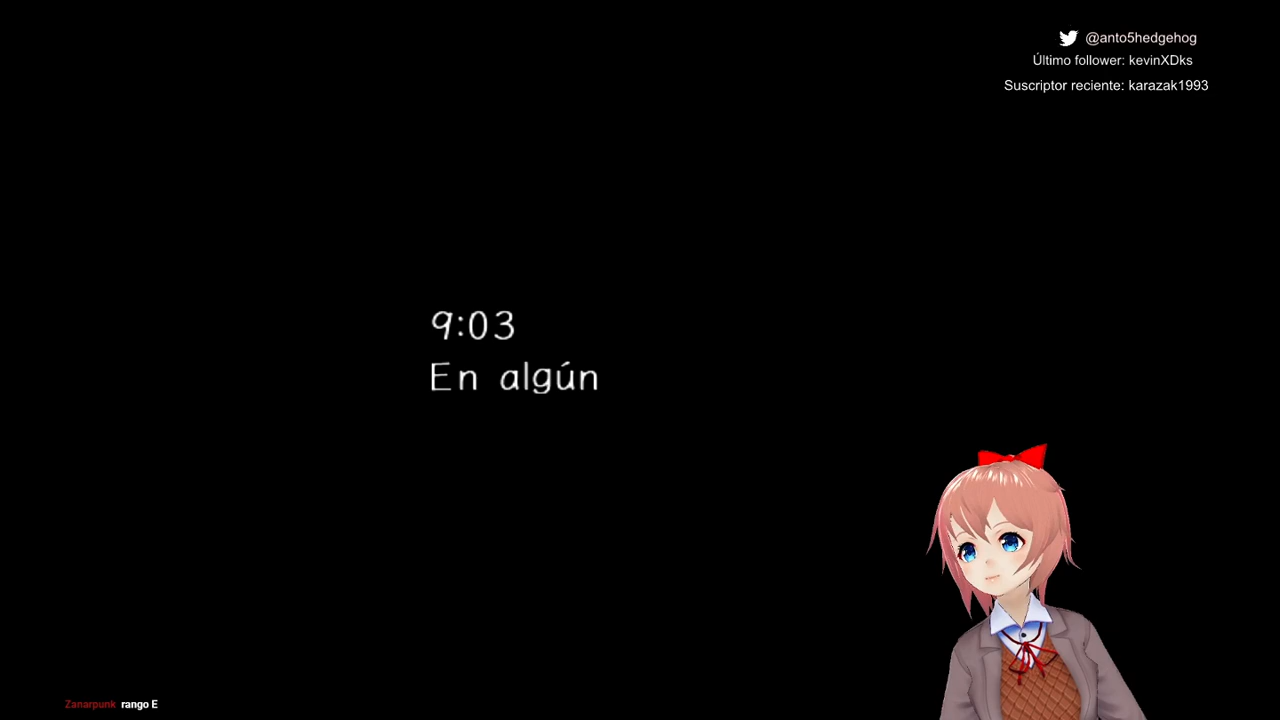 @anto5hedgehog
Último follower: kevinXDks
Suscriptor reciente: karazak1993
9:03
En algún
Zanarpunk rango E